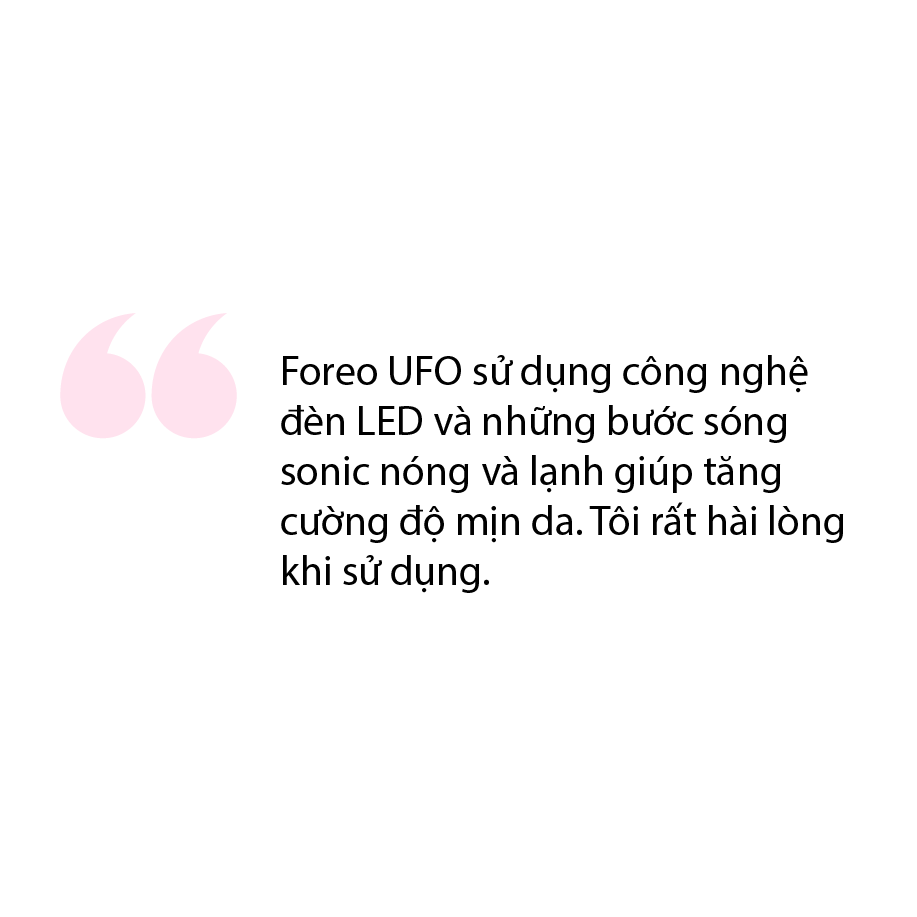 Foreo UFO sử dụng công nghệ
đèn LED và những bước sóng
sonic nóng và lạnh giúp tăng
cường độ mịn da. Tôi rất hài lòng
khi sử dụng.